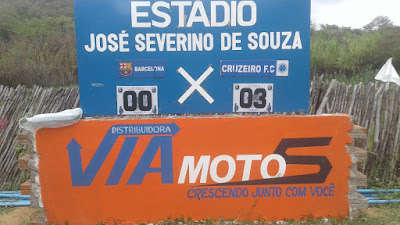 ESTADIO
JOSÉ SEVERINO DE SOUZA
BARCELONA CRUZEIRO F.C
00 X 03
DISTRIBUIDORA
VIA MOTOS
CRESCENDO JUNTO COM VOCÊ